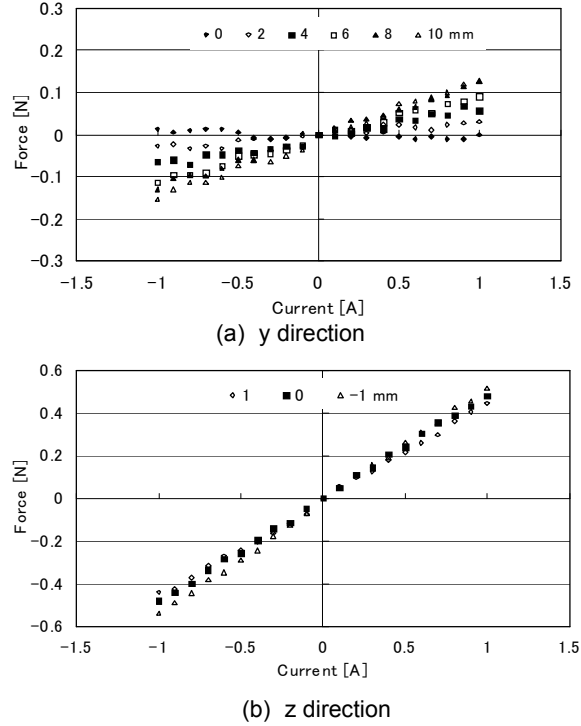 0.3
0 2 4 6 8 10 mm
0.2
0.1
0
−0.1
−0.2
−0.3
Force [N]
−1.5 −1 −0.5 0 0.5 1 1.5
Current [A]
(a) y direction
0.6
1 0 −1 mm
0.4
0.2
0
−0.2
−0.4
−0.6
Force [N]
−1.5 −1 −0.5 0 0.5 1 1.5
Current [A]
(b) z direction